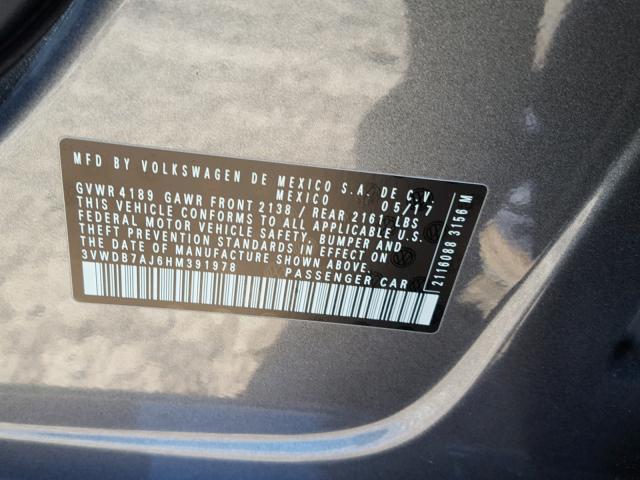 MFD BY VOLKSWAGEN DE MEXICO S.A. DE C.V.
MEXICO 05/17
GVWR 4189 GAWR FRONT 2138 / REAR 2161 LBS
THIS VEHICLE CONFORMS TO ALL APPLICABLE U.S.
FEDERAL MOTOR VEHICLE SAFETY, BUMPER AND
THEFT PREVENTION STANDARDS IN EFFECT ON
THE DATE OF MANUFACTURE SHOWN ABOVE.
3VWDB7AJ6HM391978 PASSENGER CAR
2116088 3156 M